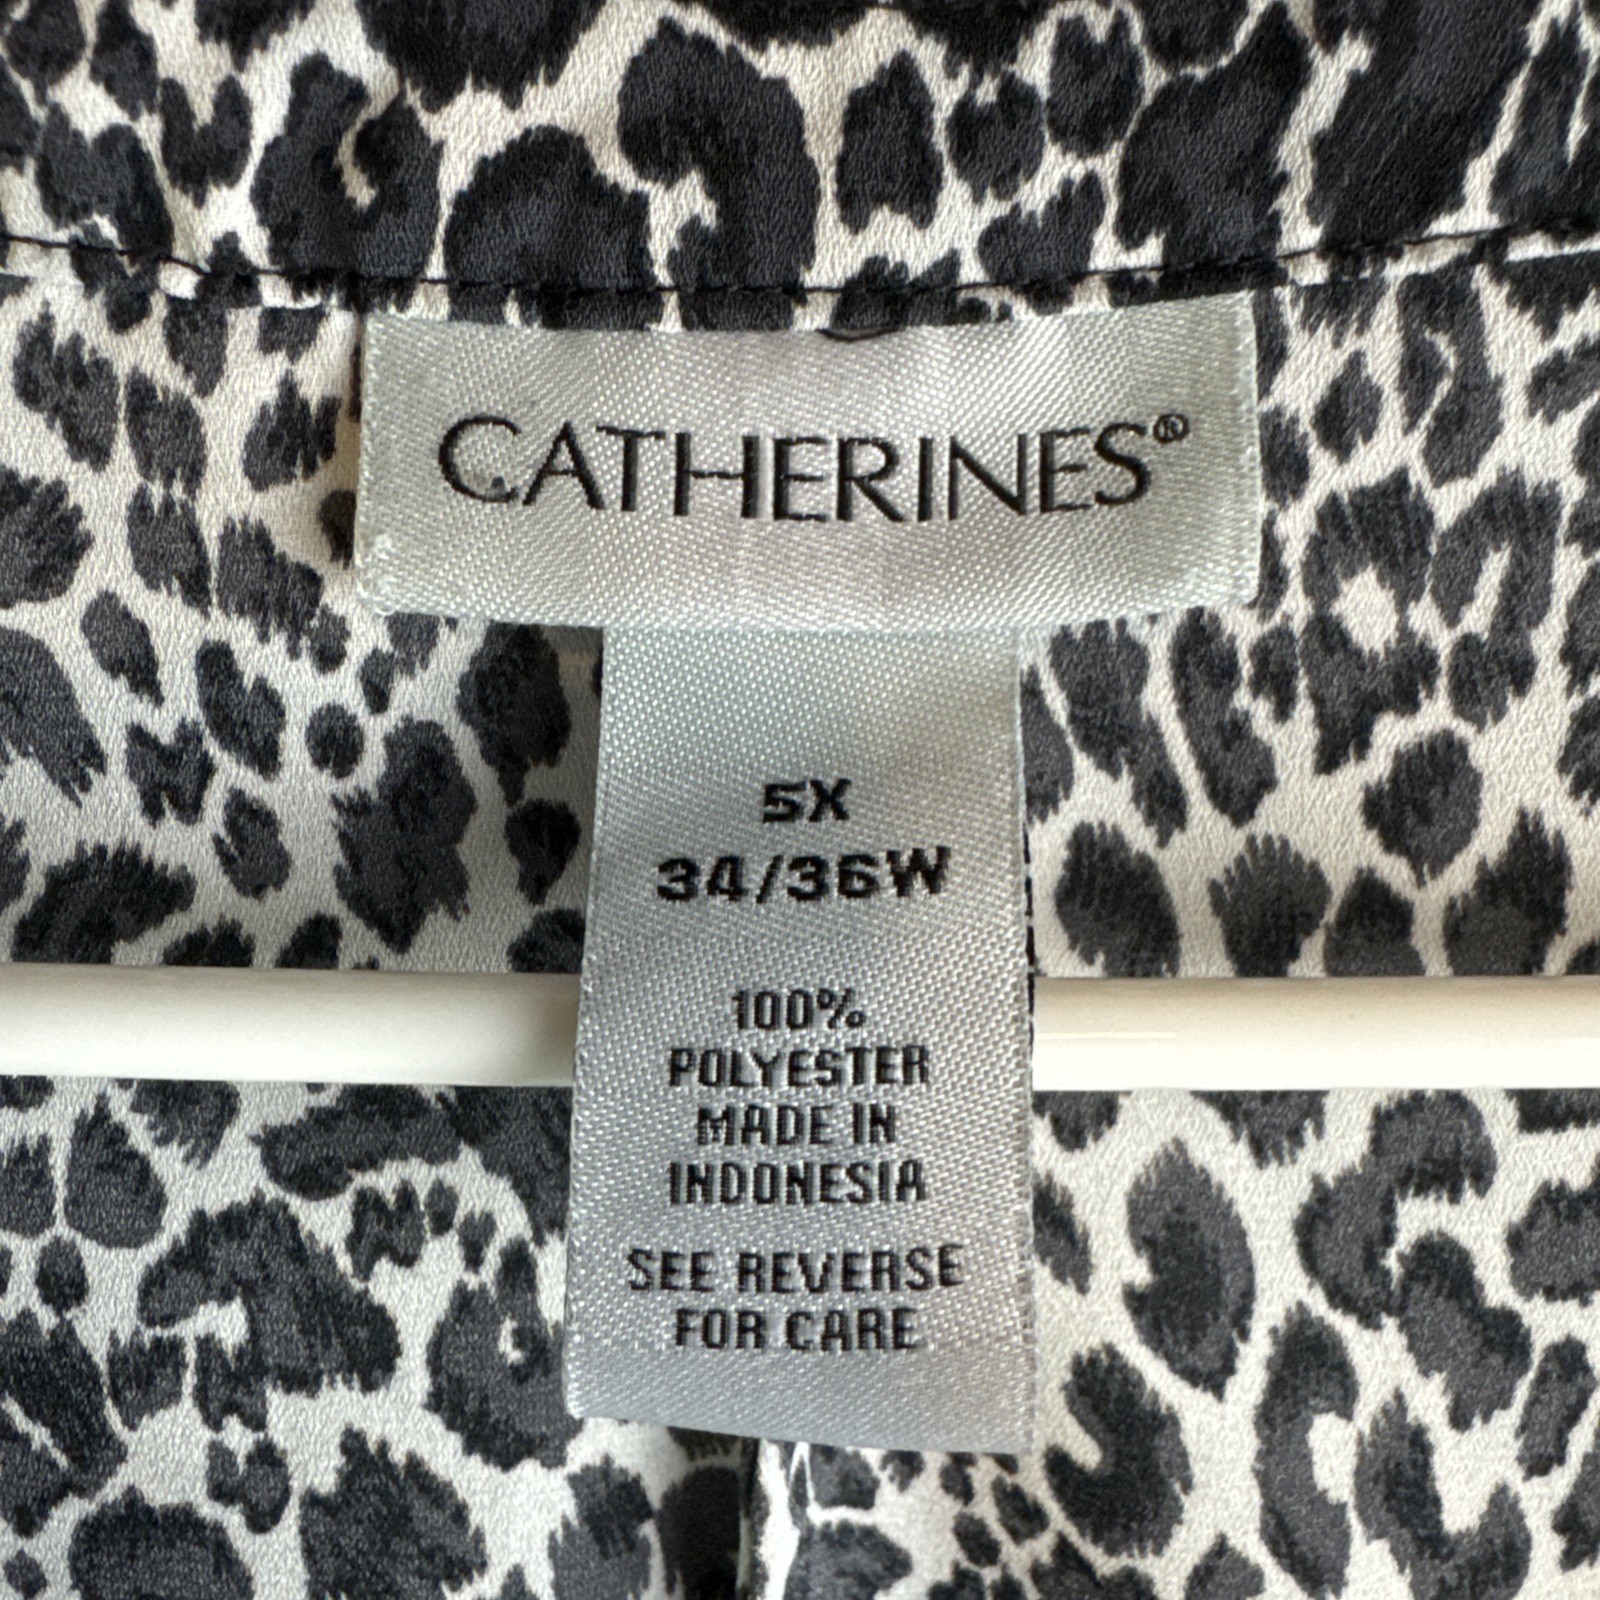 CATHERINES®
5X
34/36W
100%
POLYESTER
MADE IN
INDONESIA
SEE REVERSE
FOR CARE